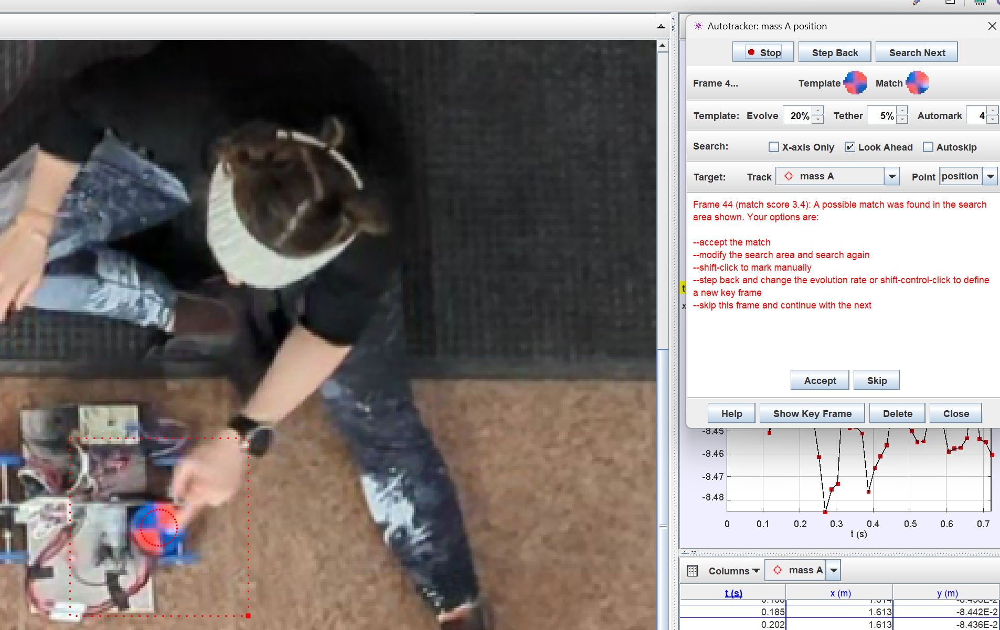 Autotracker: mass A position
Stop Step Back Search Next
Frame 4... Template Match
Template: Evolve 20% Tether 5% Automark 4
Search: X-axis Only Look Ahead Autoskip
Target: Track mass A Point position
Frame 44 (match score 3.4): A possible match was found in the search
area shown. Your options are:
--accept the match
--modify the search area and search again
--shift-click to mark manually
--step back and change the evolution rate or shift-control-click to define
a new key frame
--skip this frame and continue with the next
Accept Skip
Help Show Key Frame Delete Close
-8.45
-8.46
-8.47
-8.48
0 0.1 0.2 0.3 0.4 0.5 0.6 0.7
t (s)
Columns mass A
t (s) x (m) y (m)
0.185 1.613 -8.442E-2
0.202 1.613 -8.436E-2